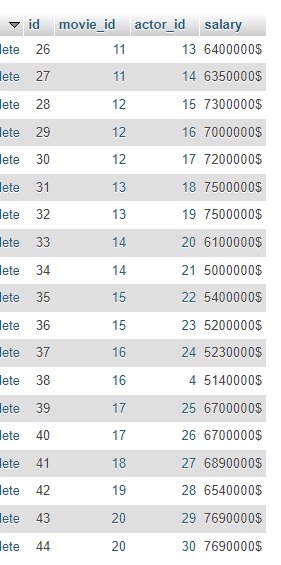 id movie_id actor_id salary
lete 26 11 13 6400000$
lete 27 11 14 6350000$
lete 28 12 15 7300000$
lete 29 12 16 7000000$
lete 30 12 17 7200000$
lete 31 13 18 7500000$
lete 32 13 19 7500000$
lete 33 14 20 6100000$
lete 34 14 21 5000000$
lete 35 15 22 5400000$
lete 36 15 23 5200000$
lete 37 16 24 5230000$
lete 38 16 4 5140000$
lete 39 17 25 6700000$
lete 40 17 26 6700000$
lete 41 18 27 6890000$
lete 42 19 28 6540000$
lete 43 20 29 7690000$
lete 44 20 30 7690000$